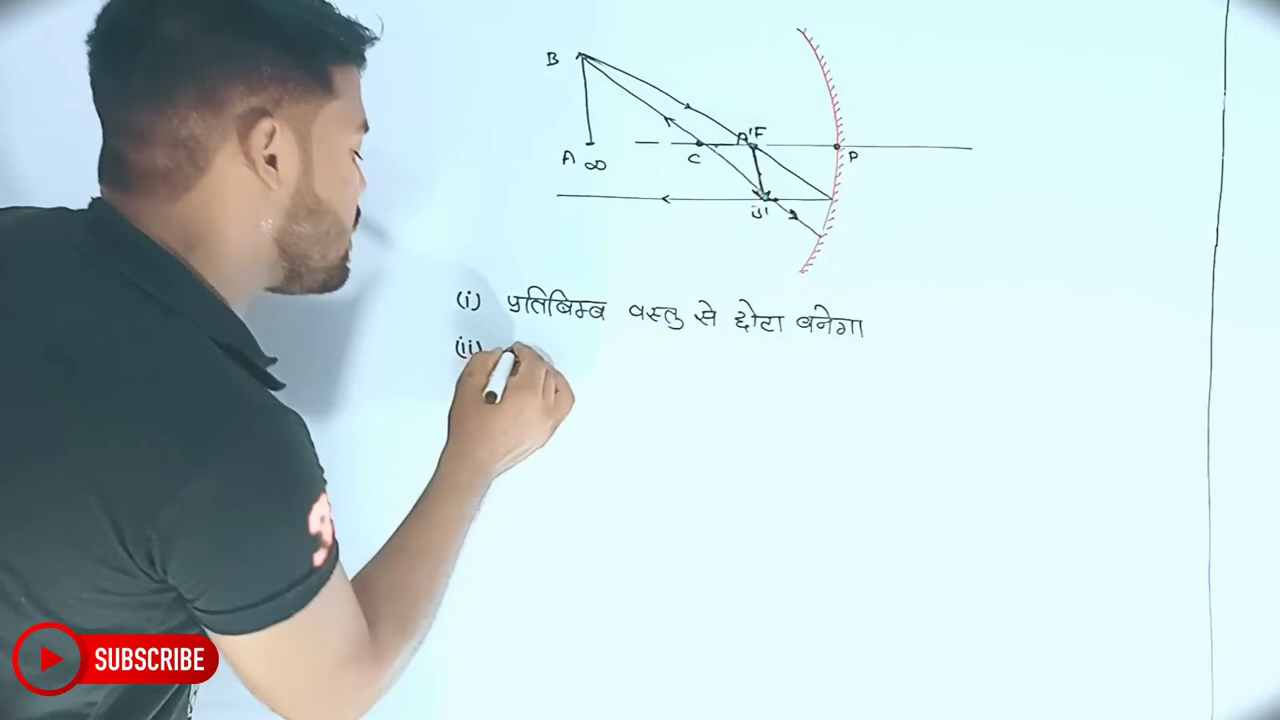 B
A'F
A ∞
C
P
B'
(i) प्रतिबिम्ब वस्तु से छोटा बनेगा
(ii)
SUBSCRIBE